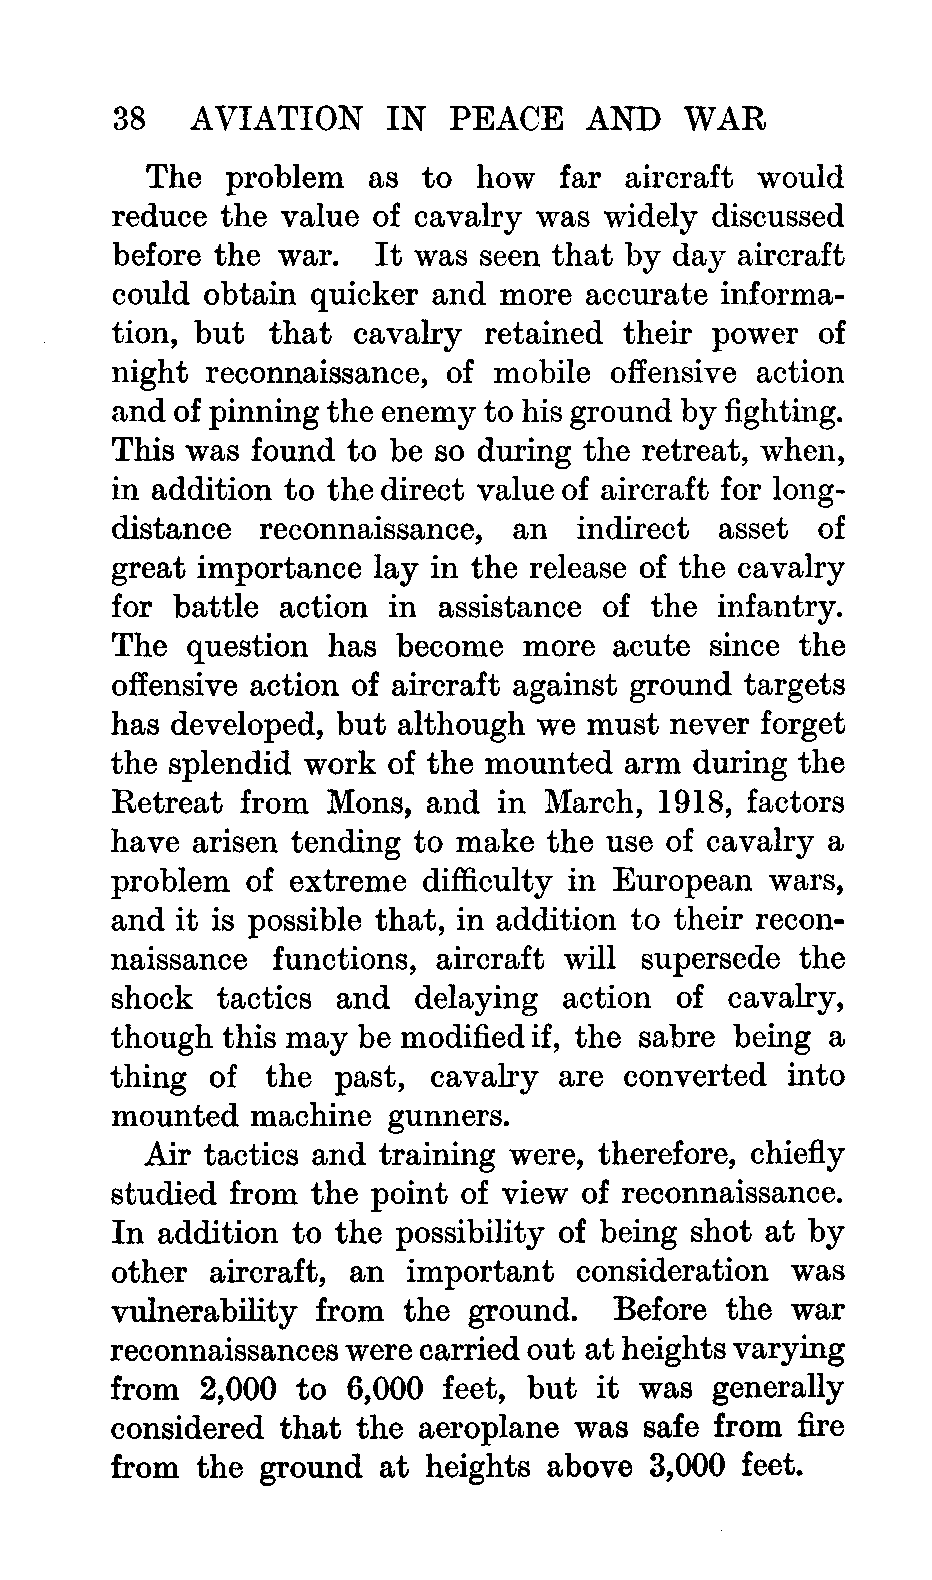 38 AVIATION IN PEACE AND WAR
The problem as to how far aircraft would
reduce the value of cavalry was widely discussed
before the war. It was seen that by day aircraft
could obtain quicker and more accurate informa-
tion, but that cavalry retained their power of
night reconnaissance, of mobile offensive action
and of pinning the enemy to his ground by fighting.
This was found to be so during the retreat, when,
in addition to the direct value of aircraft for long-
distance reconnaissance, an indirect asset of
great importance lay in the release of the cavalry
for battle action in assistance of the infantry.
The question has become more acute since the
offensive action of aircraft against ground targets
has developed, but although we must never forget
the splendid work of the mounted arm during the
Retreat from Mons, and in March, 1918, factors
have arisen tending to make the use of cavalry a
problem of extreme difficulty in European wars,
and it is possible that, in addition to their recon-
naissance functions, aircraft will supersede the
shock tactics and delaying action of cavalry,
though this may be modified if, the sabre being a
thing of the past, cavalry are converted into
mounted machine gunners.
Air tactics and training were, therefore, chiefly
studied from the point of view of reconnaissance.
In addition to the possibility of being shot at by
other aircraft, an important consideration was
vulnerability from the ground. Before the war
reconnaissances were carried out at heights varying
from 2,000 to 6,000 feet, but it was generally
considered that the aeroplane was safe from fire
from the ground at heights above 3,000 feet.